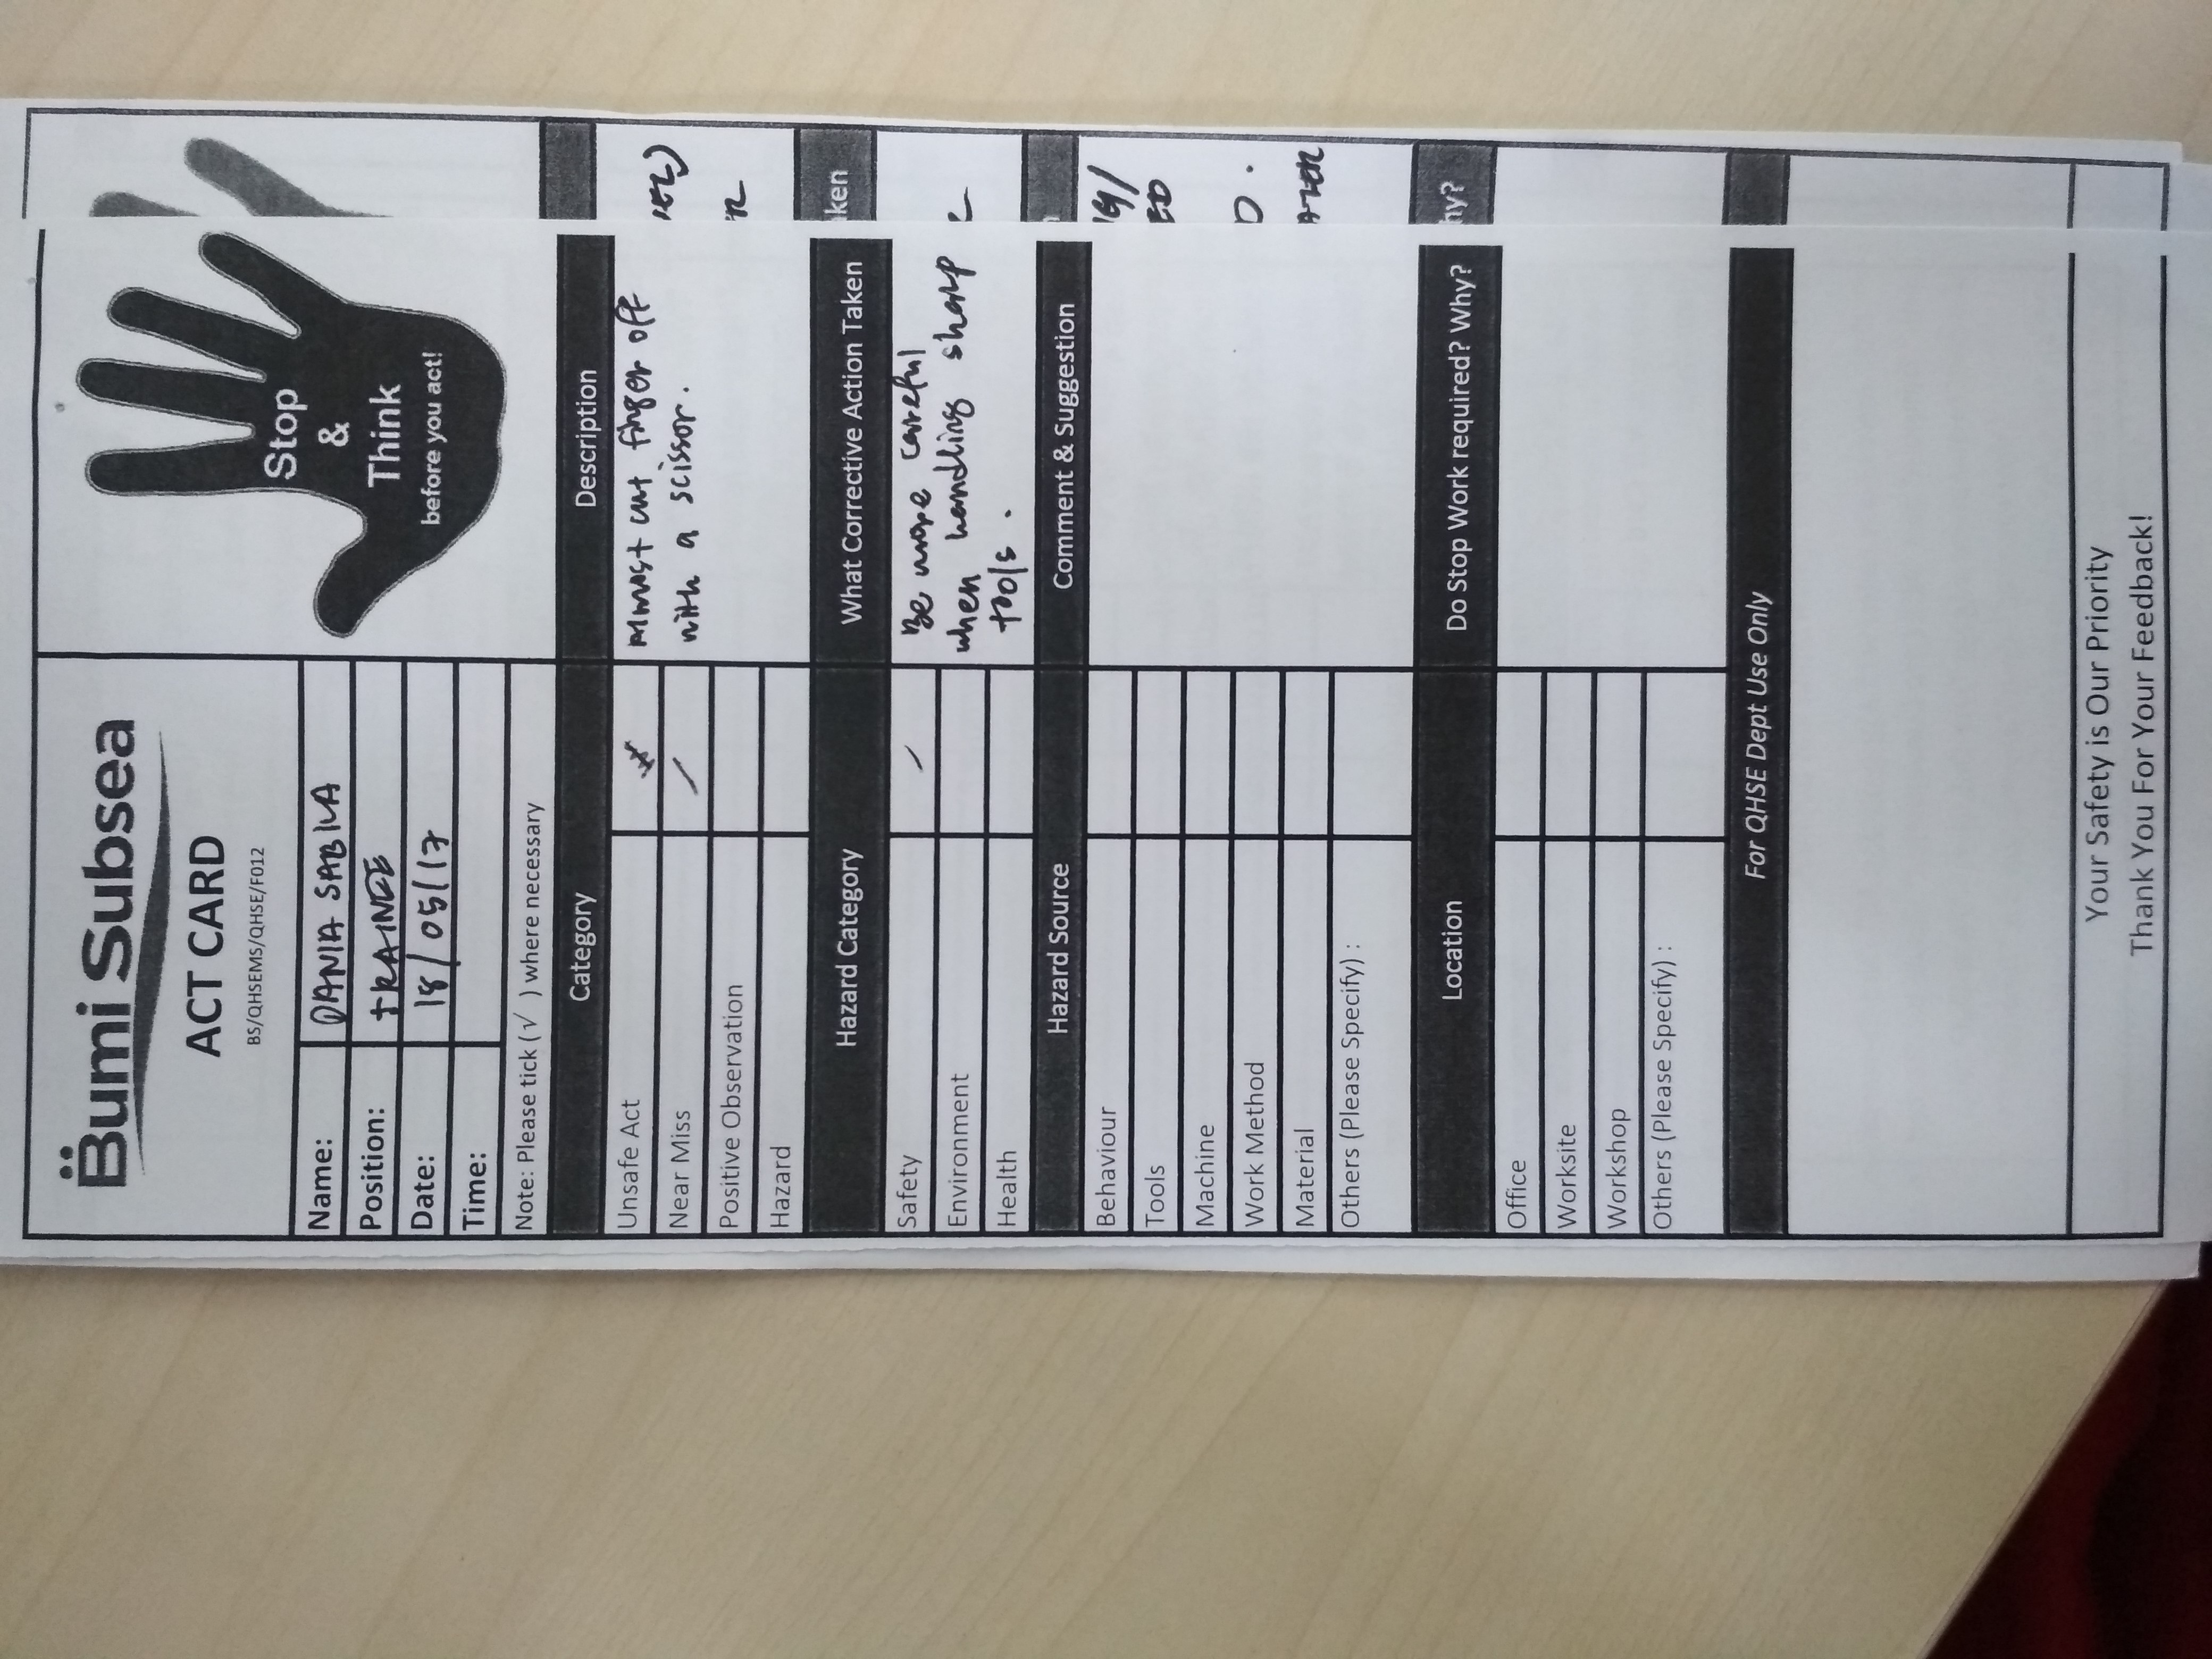 Bumi Subsea
ACT CARD
BS/QHSEMS/QHSE/F012
Stop
&
Think
before you act!
Name: DANIA SABILA
Position: TRAINEE
Date: 18/05/17
Time:
Note: Please tick (√ ) where necessary
Category Description
Unsafe Act Almost cut finger off
Near Miss / with a scissor.
Positive Observation
Hazard
Hazard Category What Corrective Action Taken
Safety / Be more careful
Environment when handling sharp
Health tools.
Hazard Source Comment & Suggestion
Behaviour
Tools
Machine
Work Method
Material
Others (Please Specify) :
Location Do Stop Work required? Why?
Office
Worksite
Workshop
Others (Please Specify) :
For QHSE Dept Use Only
Your Safety is Our Priority
Thank You For Your Feedback!
ken
hy?